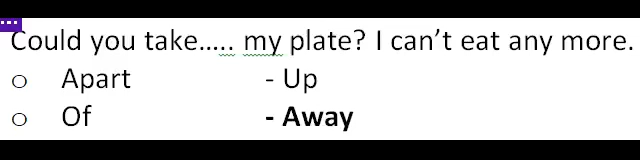 Could you take..... my plate? I can't eat any more.
o Apart - Up
o Of - Away